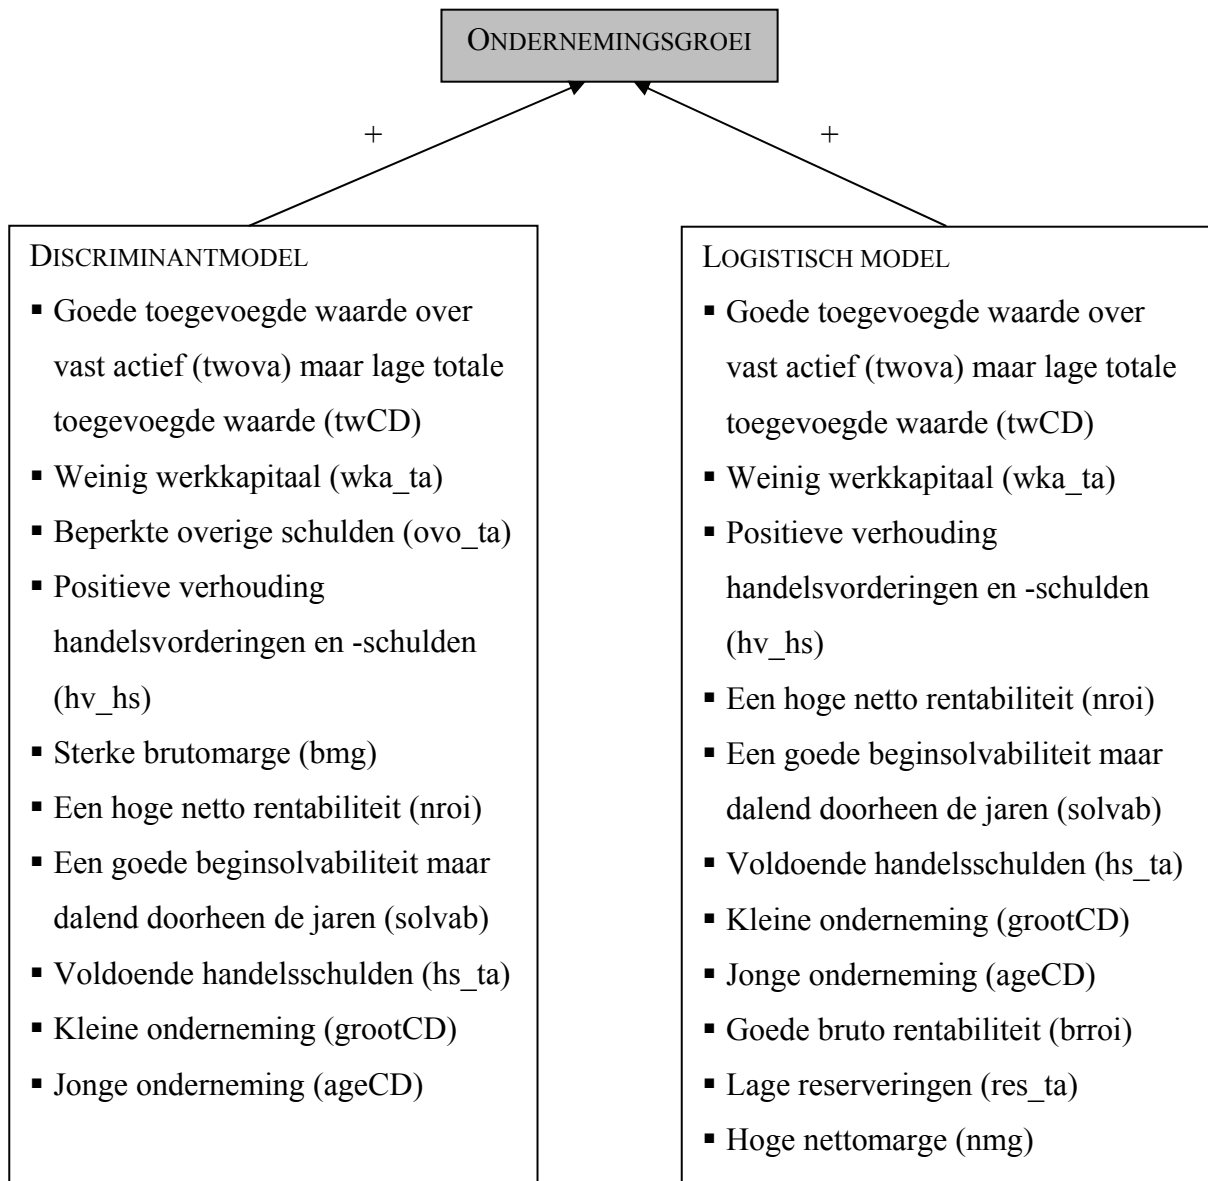 ONDERNEMINGSGROEI
+
+
DISCRIMINANTMODEL
▪ Goede toegevoegde waarde over
vast actief (twova) maar lage totale
toegevoegde waarde (twCD)
▪ Weinig werkkapitaal (wka_ta)
▪ Beperkte overige schulden (ovo_ta)
▪ Positieve verhouding
handelsvorderingen en -schulden
(hv_hs)
▪ Sterke brutomarge (bmg)
▪ Een hoge netto rentabiliteit (nroi)
▪ Een goede beginsolvabiliteit maar
dalend doorheen de jaren (solvab)
▪ Voldoende handelsschulden (hs_ta)
▪ Kleine onderneming (grootCD)
▪ Jonge onderneming (ageCD)
LOGISTISCH MODEL
▪ Goede toegevoegde waarde over
vast actief (twova) maar lage totale
toegevoegde waarde (twCD)
▪ Weinig werkkapitaal (wka_ta)
▪ Positieve verhouding
handelsvorderingen en -schulden
(hv_hs)
▪ Een hoge netto rentabiliteit (nroi)
▪ Een goede beginsolvabiliteit maar
dalend doorheen de jaren (solvab)
▪ Voldoende handelsschulden (hs_ta)
▪ Kleine onderneming (grootCD)
▪ Jonge onderneming (ageCD)
▪ Goede bruto rentabiliteit (brroi)
▪ Lage reserveringen (res_ta)
▪ Hoge nettomarge (nmg)